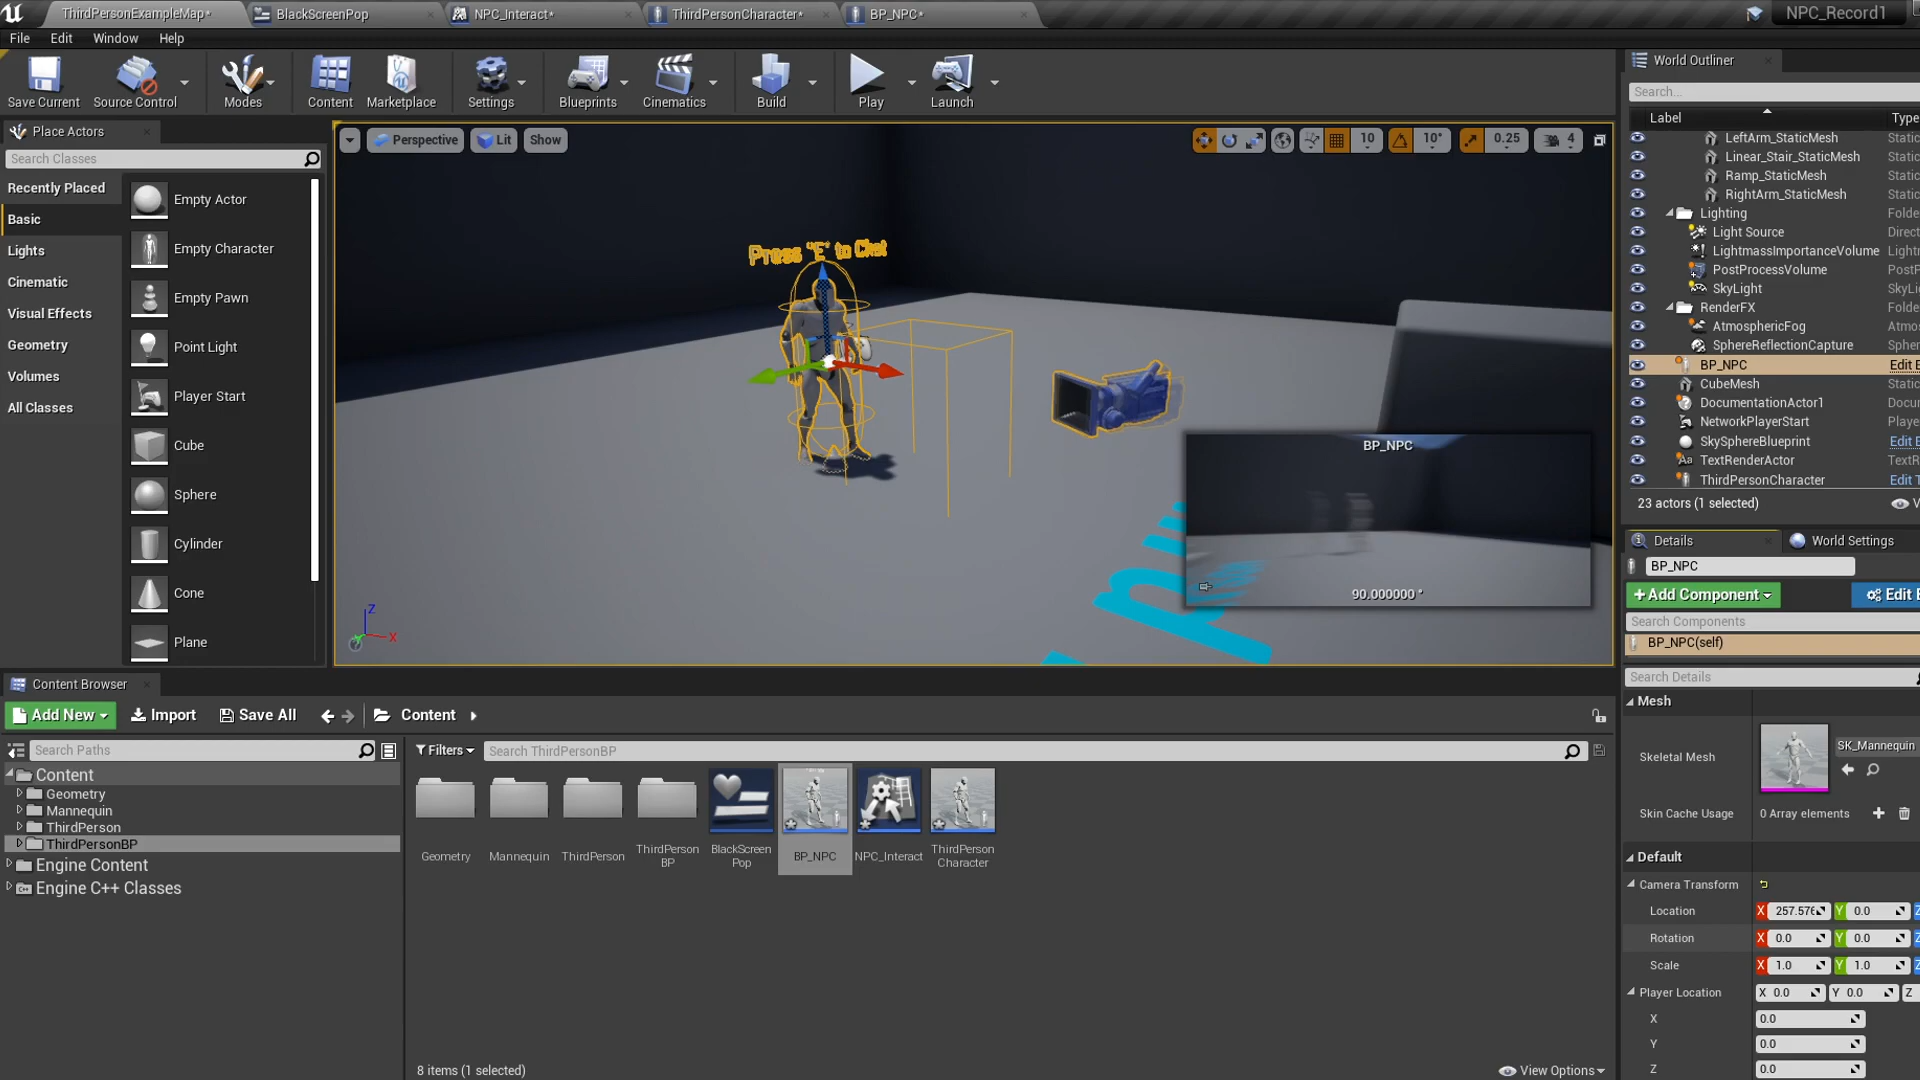 ThirdPersonExampleMap*
BlackScreenPop
NPC_Interact*
ThirdPersonCharacter*
BP_NPC*
NPC_Record1
File Edit Window Help
Save Current
Source Control
Modes
Content
Marketplace
Settings
Blueprints
Cinematics
Build
Play
Launch
Place Actors
Search Classes
Recently Placed
Basic
Lights
Cinematic
Visual Effects
Geometry
Volumes
All Classes
Empty Actor
Empty Character
Empty Pawn
Point Light
Player Start
Cube
Sphere
Cylinder
Cone
Plane
Perspective
Lit
Show
10
10°
0.25
4
Press "E" to Chat
Z
X
BP_NPC
90.000000 °
World Outliner
Search...
Label
Type
LeftArm_StaticMesh Static
Linear_Stair_StaticMesh Static
Ramp_StaticMesh Static
RightArm_StaticMesh Static
Lighting Folde
Light Source Direct
LightmassImportanceVolume Lightn
PostProcessVolume PostP
SkyLight SkyLig
RenderFX Folde
AtmosphericFog Atmos
SphereReflectionCapture Spher
BP_NPC Edit B
CubeMesh Static
DocumentationActor1 Docu
NetworkPlayerStart Playe
SkySphereBlueprint Edit
TextRenderActor TextR
ThirdPersonCharacter Edit T
23 actors (1 selected)
V
Details
World Settings
BP_NPC
+Add Component
Edit
Search Components
BP_NPC(self)
Search Details
Mesh
Skeletal Mesh
SK_Mannequin
Skin Cache Usage
0 Array elements
Default
Camera Transform
Location X 257.576 Y 0.0 Z
Rotation X 0.0 Y 0.0 Z
Scale X 1.0 Y 1.0 Z
Player Location X 0.0 Y 0.0 Z
X 0.0
Y 0.0
Z 0.0
Content Browser
Add New
Import
Save All
Content
Search Paths
Content
Geometry
Mannequin
ThirdPerson
ThirdPersonBP
Engine Content
Engine C++ Classes
Filters
Search ThirdPersonBP
Geometry
Mannequin
ThirdPerson
ThirdPerson
BP
BlackScreen
Pop
BP_NPC
NPC_Interact
ThirdPerson
Character
8 items (1 selected)
View Options